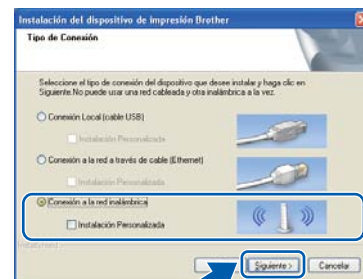 Instalación del dispositivo de impresión Brother
Tipo de Conexión
Seleccione el tipo de conexión del dispositivo que desee instalar y haga clic en
Siguiente.No puede usar una red cableada y otra inalámbrica a la vez.
Conexión Local (cable USB)
Instalación Personalizada
Conexión a la red a través de cable (Ethernet)
Instalación Personalizada
Conexión a la red inalámbrica
Instalación Personalizada
InstallShield
Siguiente >
Cancelar